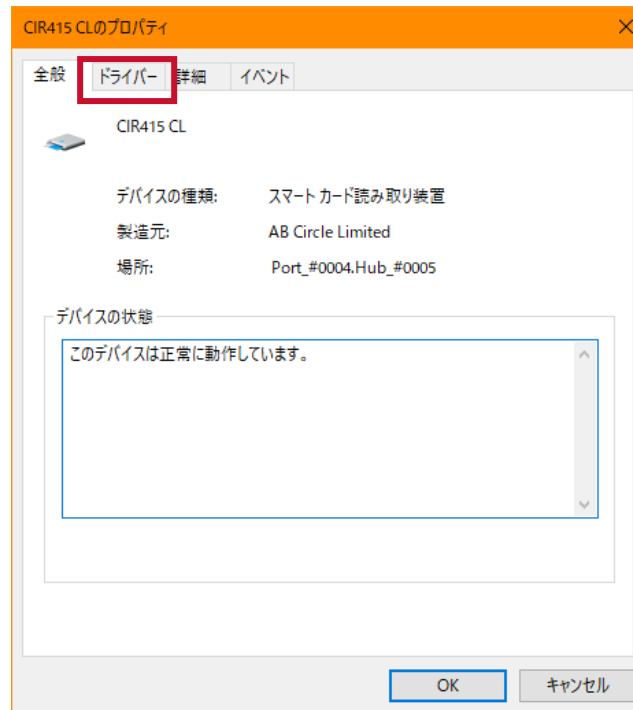 CIR415 CLのプロパティ
全般 ドライバー 詳細 イベント
CIR415 CL
デバイスの種類: スマート カード読み取り装置
製造元: AB Circle Limited
場所: Port_#0004.Hub_#0005
デバイスの状態
このデバイスは正常に動作しています。
OK キャンセル